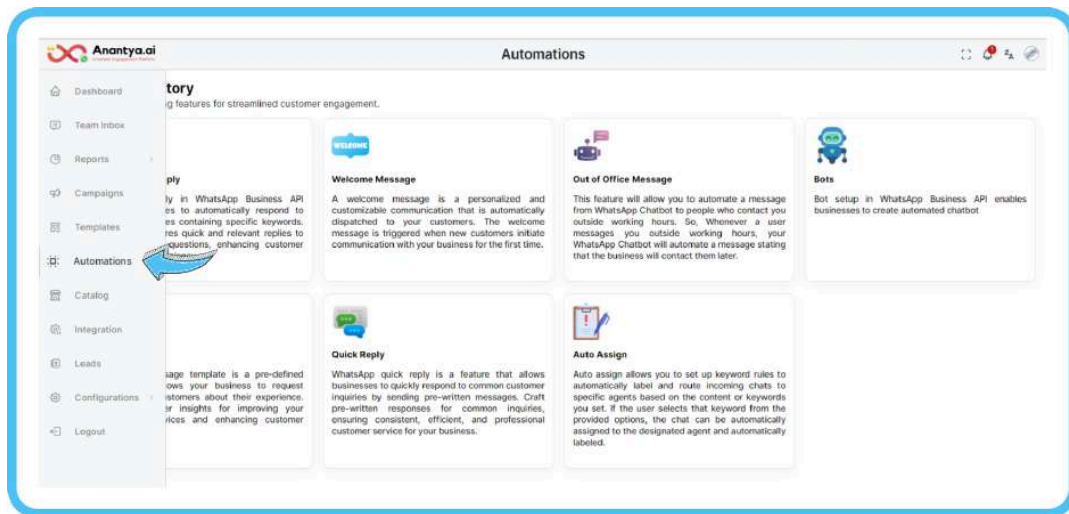 Anantya.ai
Automations
Dashboard
Team Inbox
Reports
Campaigns
Templates
Automations
Catalog
Integration
Leads
Configurations
Logout
tory
g features for streamlined customer engagement.
ply
ly in WhatsApp Business API
es to automatically respond to
es containing specific keywords.
res quick and relevant replies to
questions, enhancing customer
WELCOME
Welcome Message
A welcome message is a personalized and
customizable communication that is automatically
dispatched to your customers. The welcome
message is triggered when new customers initiate
communication with your business for the first time.
Out of Office Message
This feature will allow you to automate a message
from WhatsApp Chatbot to people who contact you
outside working hours. So, Whenever a user
messages you outside working hours, your
WhatsApp Chatbot will automate a message stating
that the business will contact them later.
Bots
Bot setup in WhatsApp Business API enables
businesses to create automated chatbot
sage template is a pre-defined
ows your business to request
stomers about their experience.
er insights for improving your
vices and enhancing customer
Quick Reply
WhatsApp quick reply is a feature that allows
businesses to quickly respond to common customer
inquiries by sending pre-written messages. Craft
pre-written responses for common inquiries,
ensuring consistent, efficient, and professional
customer service for your business.
Auto Assign
Auto assign allows you to set up keyword rules to
automatically label and route incoming chats to
specific agents based on the content or keywords
you set. If the user selects that keyword from the
provided options, the chat can be automatically
assigned to the designated agent and automatically
labeled.